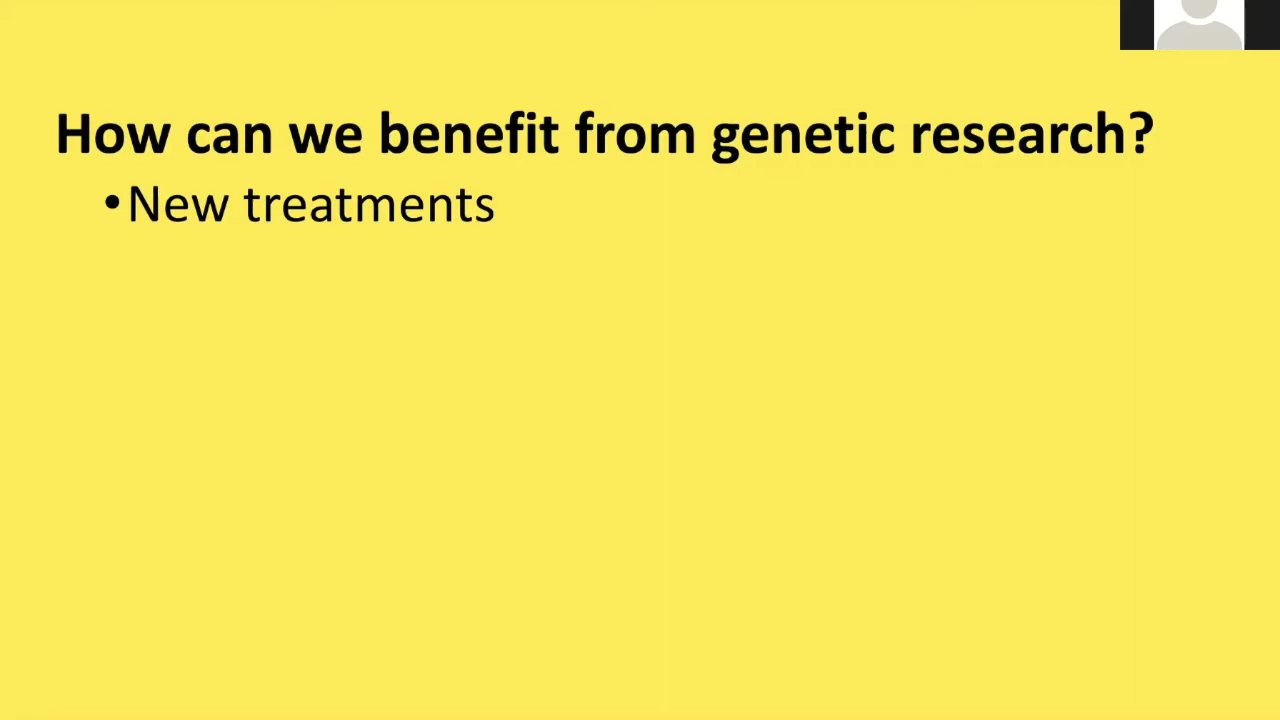 How can we benefit from genetic research?
•New treatments